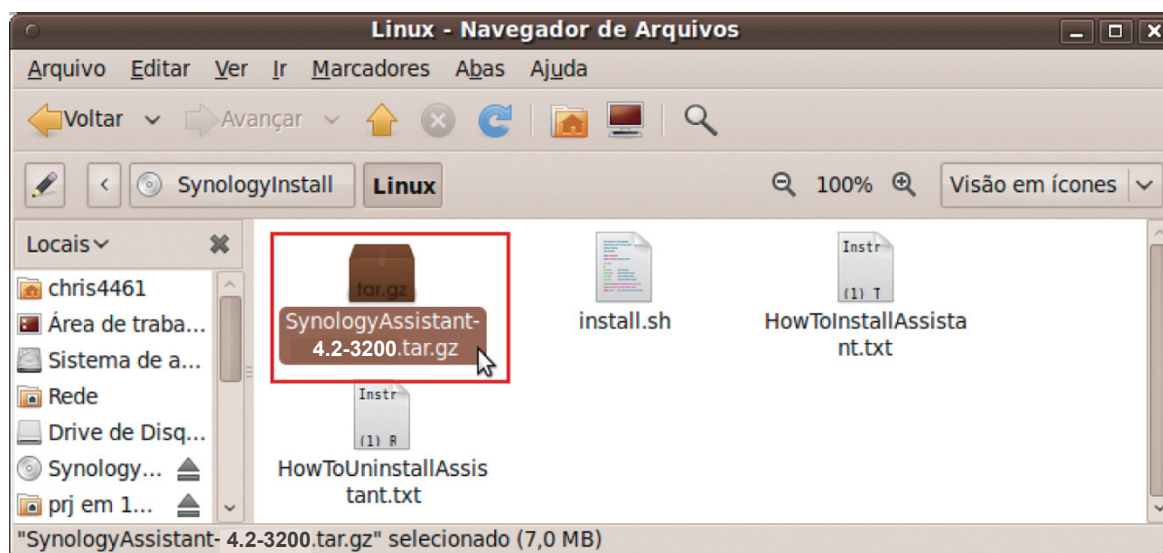 Linux - Navegador de Arquivos
Arquivo Editar Ver Ir Marcadores Abas Ajuda
Voltar Avançar
SynologyInstall Linux 100% Visão em ícones
Locais
chris4461
Área de traba...
Sistema de a...
Rede
Drive de Disq...
Synology...
prj em 1...
tar.gz
SynologyAssistant-
4.2-3200.tar.gz
install.sh
Instr
(1) T
HowToInstallAssista
nt.txt
Instr
(1) R
HowToUninstallAssis
tant.txt
"SynologyAssistant- 4.2-3200.tar.gz" selecionado (7,0 MB)